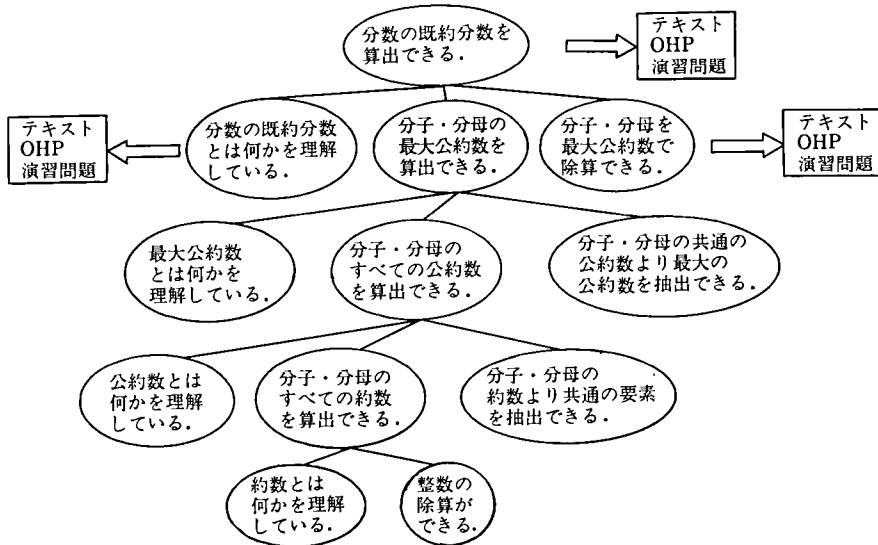 分数の既約分数を
算出できる.
テキスト
OHP
演習問題
テキスト
OHP
演習問題
分数の既約分数
とは何かを理解
している.
分子・分母の
最大公約数を
算出できる.
分子・分母を
最大公約数で
除算できる.
テキスト
OHP
演習問題
最大公約数
とは何かを
理解している.
分子・分母の
すべての公約数
を算出できる.
分子・分母の共通の
公約数より最大の
公約数を抽出できる.
公約数とは
何かを理解
している.
分子・分母の
すべての約数
を算出できる.
分子・分母の
約数より共通の要素
を抽出できる.
約数とは
何かを理解
している.
整数の
除算が
できる.